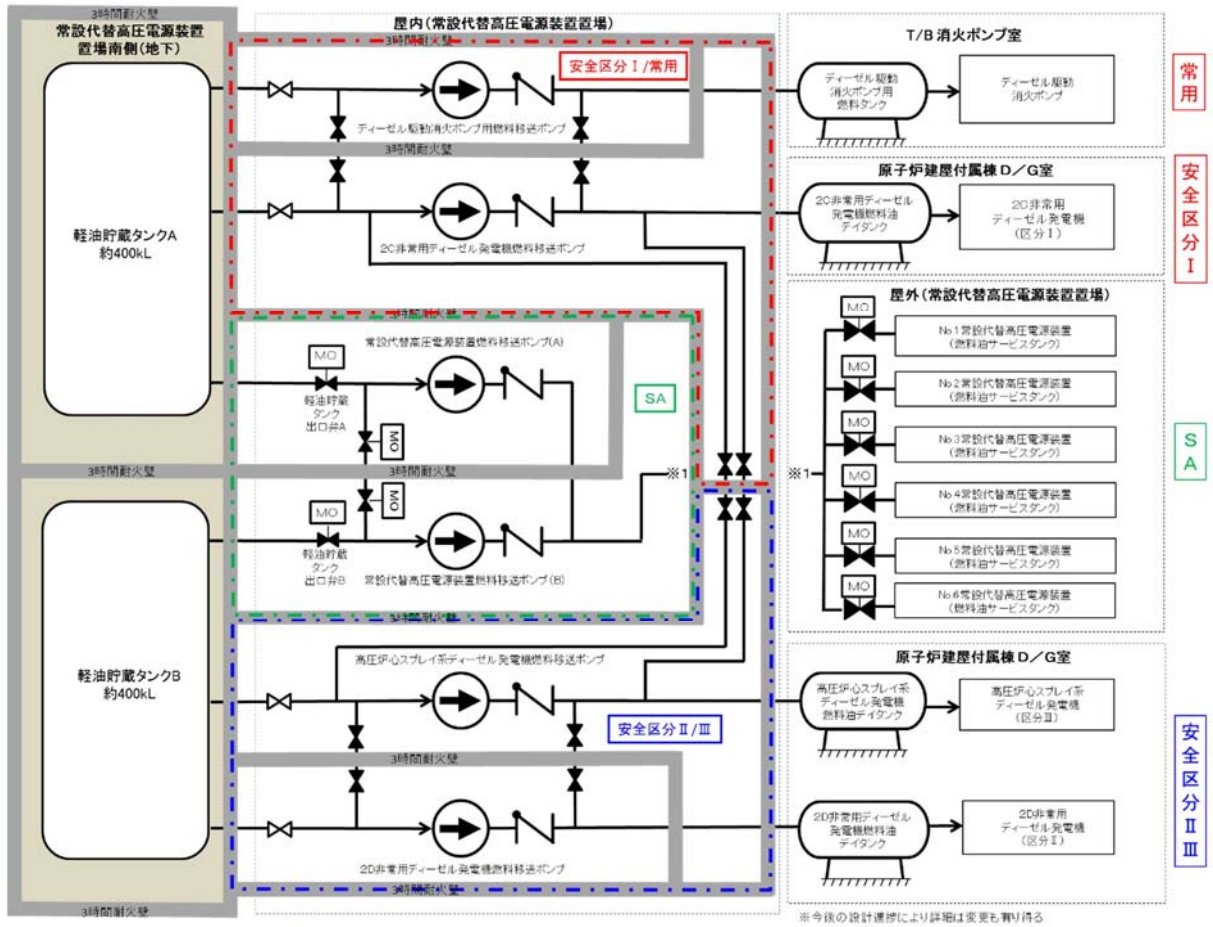 3時間耐火壁
常設代替高圧電源装置
置場南側(地下)
軽油貯蔵タンクA
約400kL
3時間耐火壁
軽油貯蔵タンクB
約400kL
3時間耐火壁
屋内(常設代替高圧電源装置置場)
3時間耐火壁
安全区分Ⅰ/常用
ディーゼル駆動消火ポンプ用燃料移送ポンプ
3時間耐火壁
2C非常用ディーゼル発電機燃料移送ポンプ
3時間耐火壁
常設代替高圧電源装置燃料移送ポンプ(A)
MO
軽油貯蔵
タンク
出口弁A
MO
SA
3時間耐火壁
※1
MO
MO
軽油貯蔵
タンク
出口弁B
常設代替高圧電源装置燃料移送ポンプ(B)
3時間耐火壁
高圧炉心スプレイ系ディーゼル発電機燃料移送ポンプ
安全区分Ⅱ/Ⅲ
3時間耐火壁
2D非常用ディーゼル発電機燃料移送ポンプ
3時間耐火壁
T/B 消火ポンプ室
ディーゼル駆動
消火ポンプ用
燃料タンク
ディーゼル駆動
消火ポンプ
常用
原子炉建屋付属棟 D/G室
2C非常用ディーゼル
発電機燃料油
デイタンク
2C非常用
ディーゼル発電機
(区分Ⅰ)
安全区分Ⅰ
屋外(常設代替高圧電源装置置場)
※1
MO
No.1常設代替高圧電源装置
(燃料油サービスタンク)
MO
No.2常設代替高圧電源装置
(燃料油サービスタンク)
MO
No.3常設代替高圧電源装置
(燃料油サービスタンク)
MO
No.4常設代替高圧電源装置
(燃料油サービスタンク)
MO
No.5常設代替高圧電源装置
(燃料油サービスタンク)
MO
No.6常設代替高圧電源装置
(燃料油サービスタンク)
SA
原子炉建屋付属棟 D/G室
高圧炉心スプレイ系
ディーゼル発電機
燃料油デイタンク
高圧炉心スプレイ系
ディーゼル発電機
(区分Ⅲ)
2D非常用ディーゼル
発電機燃料油
デイタンク
2D非常用
ディーゼル発電機
(区分Ⅱ)
安全区分ⅡⅢ
※今後の設計進捗により詳細は変更も有り得る